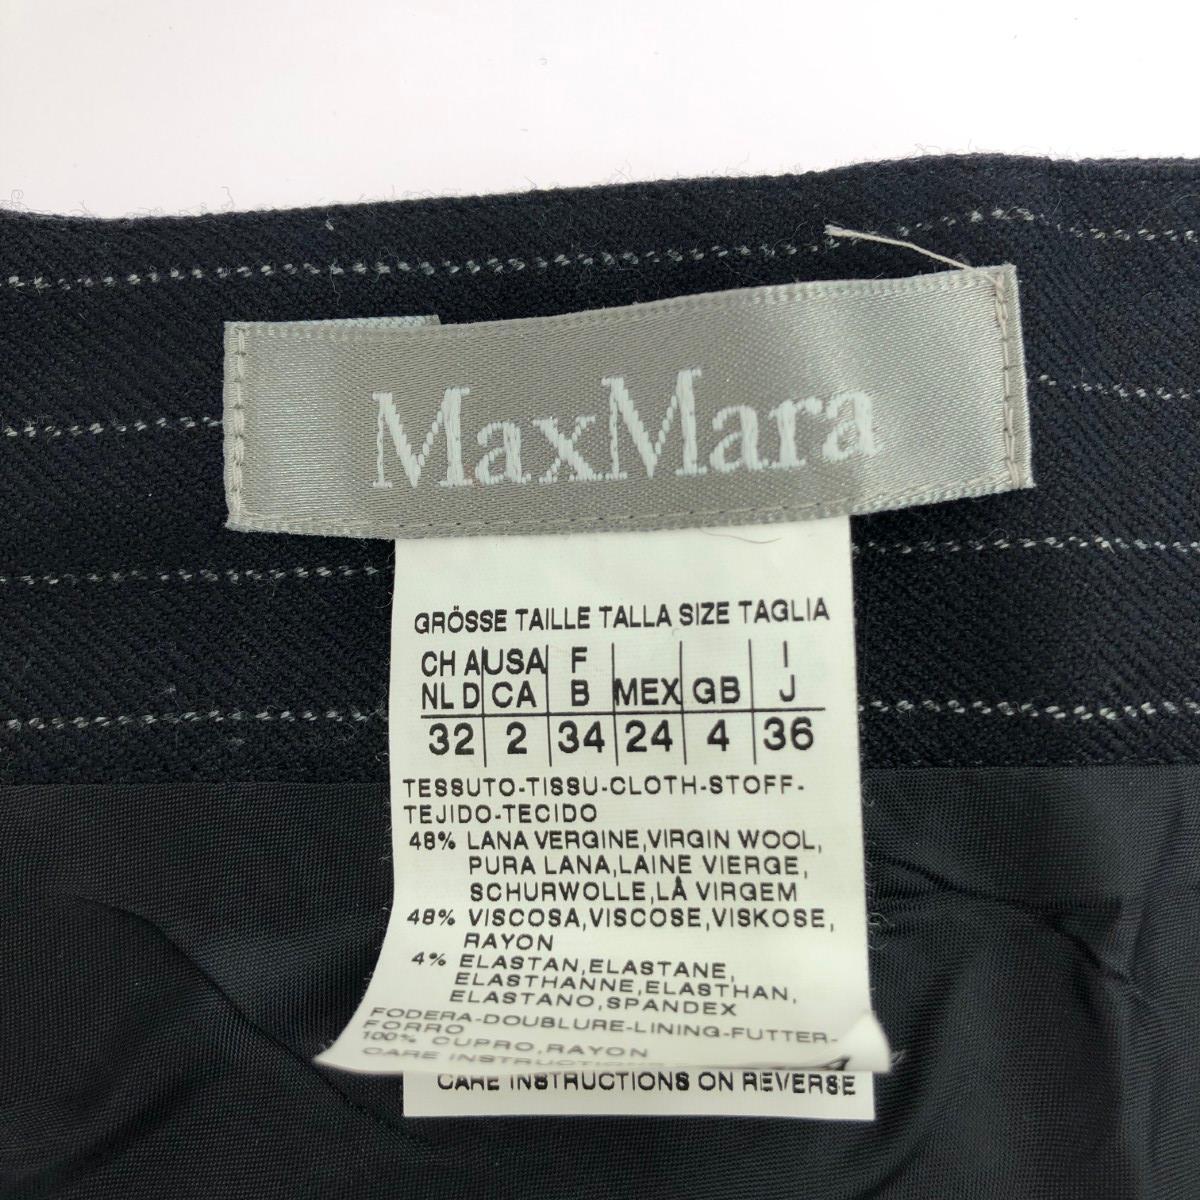 MaxMara
GRÖSSE TAILLE TALLA SIZE TAGLIA
CH A USA F I
NL D CA B MEX GB J
32 2 34 24 4 36
TESSUTO-TISSU-CLOTH-STOFF-
TEJIDO-TECIDO
48% LANA VERGINE,VIRGIN WOOL,
PURA LANA,LAINE VIERGE,
SCHURWOLLE,LÃ VIRGEM
48% VISCOSA,VISCOSE,VISKOSE,
RAYON
4% ELASTAN,ELASTANE,
ELASTHANNE,ELASTHAN,
ELASTANO,SPANDEX
FODERA-DOUBLURE-LINING-FUTTER-
FORRO
100% CUPRO,RAYON
CARE
CARE INSTRUCTIONS ON REVERSE